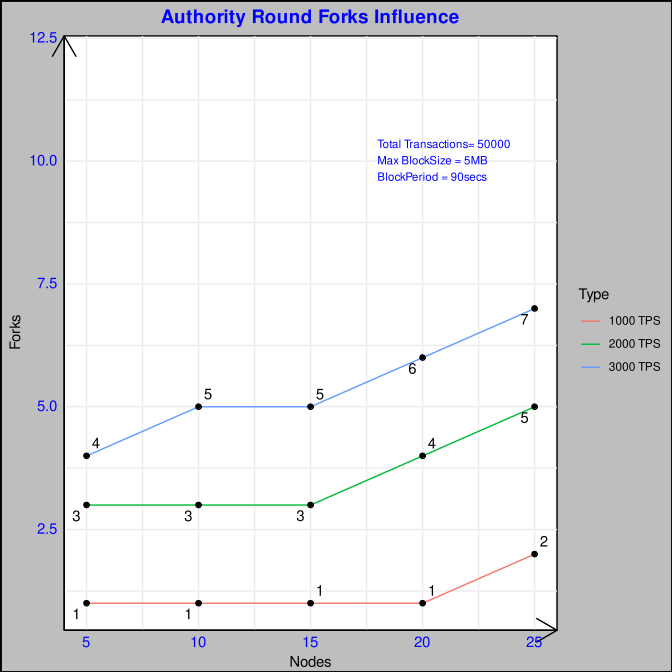 Authority Round Forks Influence
12.5
10.0
7.5
5.0
2.5
Forks
Total Transactions= 50000
Max BlockSize = 5MB
BlockPeriod = 90secs
4
5
5
6
7
3
3
3
4
5
1
1
1
1
2
5
10
15
20
25
Nodes
Type
1000 TPS
2000 TPS
3000 TPS